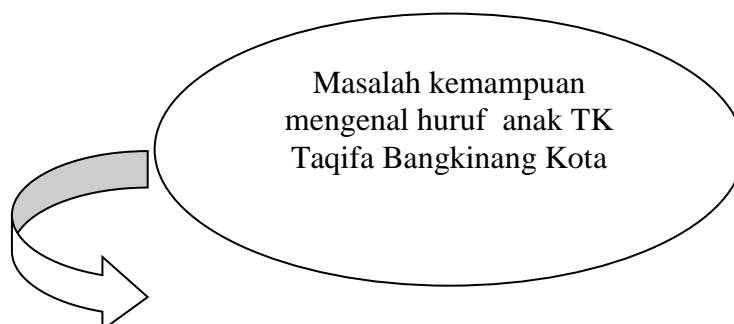 Masalah kemampuan
mengenal huruf anak TK
Taqifa Bangkinang Kota